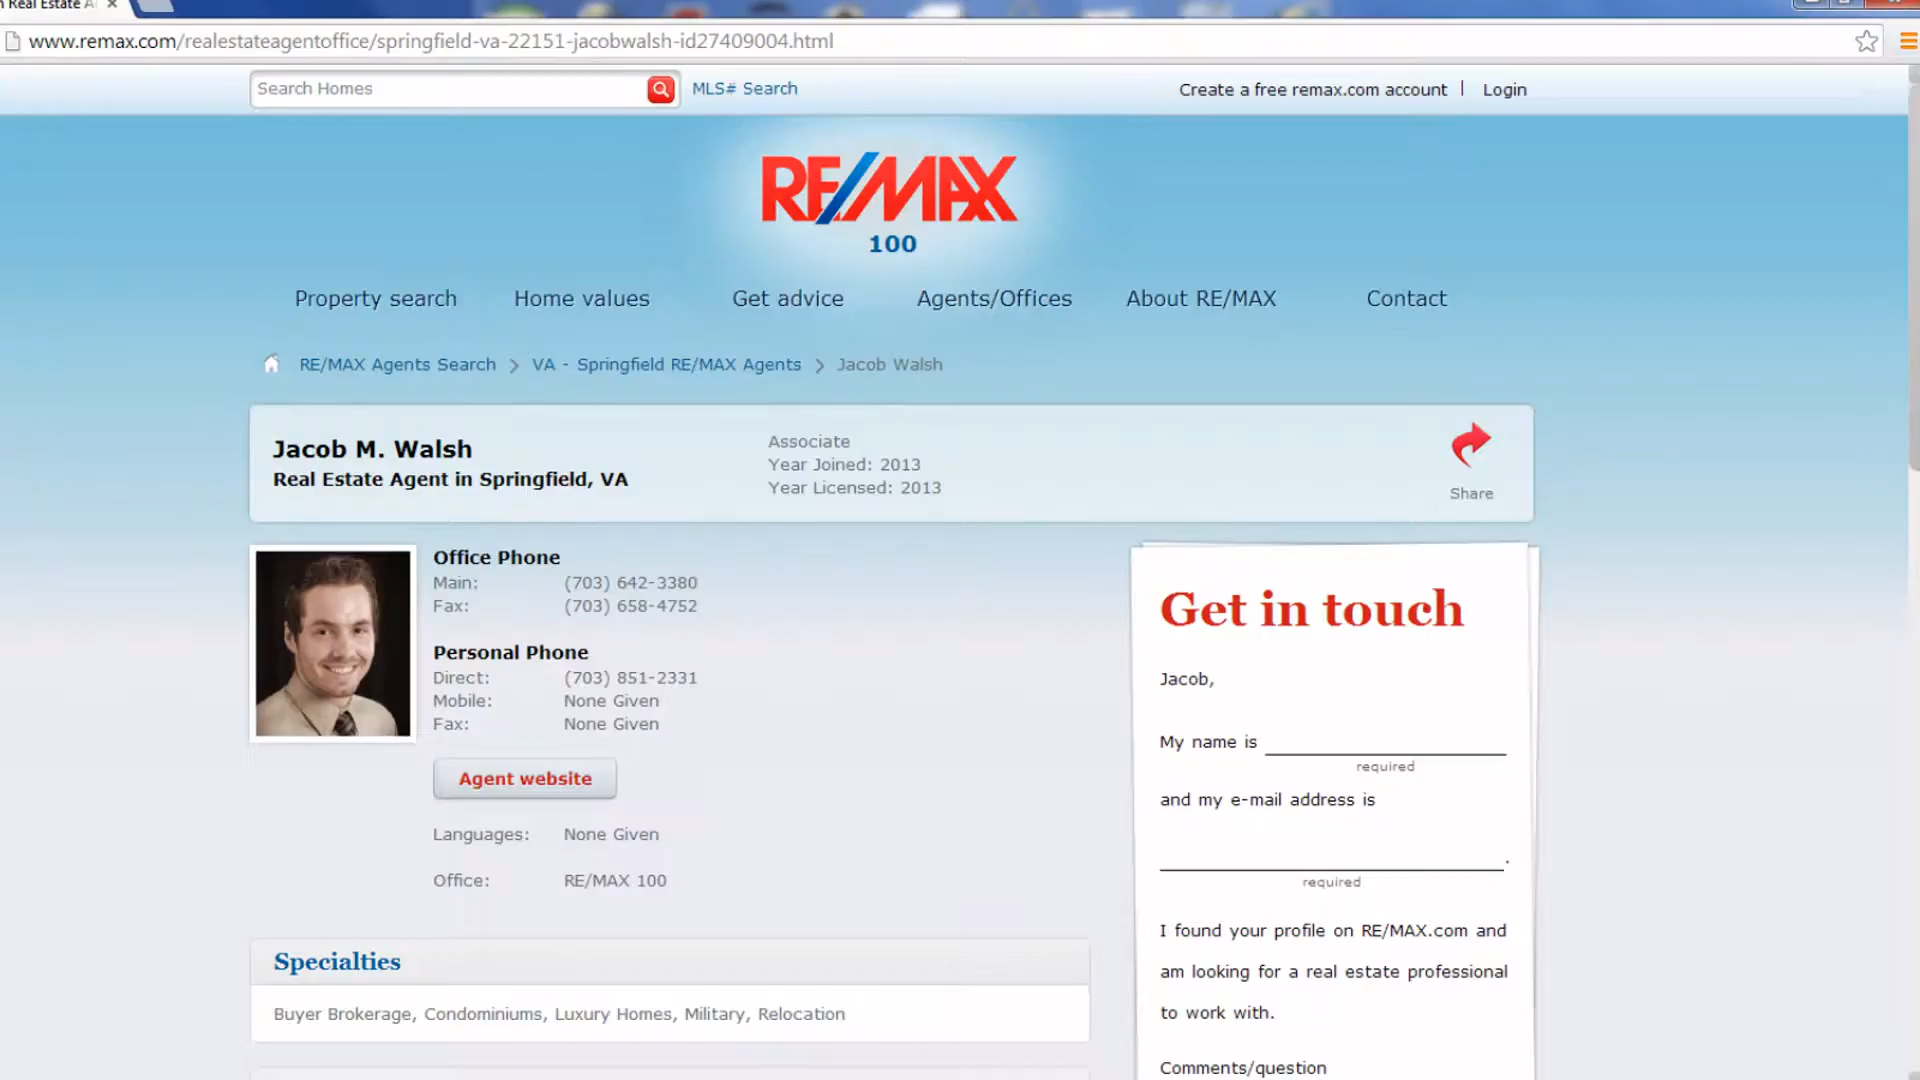 Real Estate A
www.remax.com/realestateagentoffice/springfield-va-22151-jacobwalsh-id27409004.html
Search Homes
MLS# Search
Create a free remax.com account | Login
RE/MAX
100
Property search
Home values
Get advice
Agents/Offices
About RE/MAX
Contact
RE/MAX Agents Search > VA - Springfield RE/MAX Agents > Jacob Walsh
Jacob M. Walsh
Real Estate Agent in Springfield, VA
Associate
Year Joined: 2013
Year Licensed: 2013
Share
Office Phone
Main: (703) 642-3380
Fax: (703) 658-4752
Personal Phone
Direct: (703) 851-2331
Mobile: None Given
Fax: None Given
Agent website
Languages: None Given
Office: RE/MAX 100
Specialties
Buyer Brokerage, Condominiums, Luxury Homes, Military, Relocation
Get in touch
Jacob,
My name is
required
and my e-mail address is
.
required
I found your profile on RE/MAX.com and
am looking for a real estate professional
to work with.
Comments/question